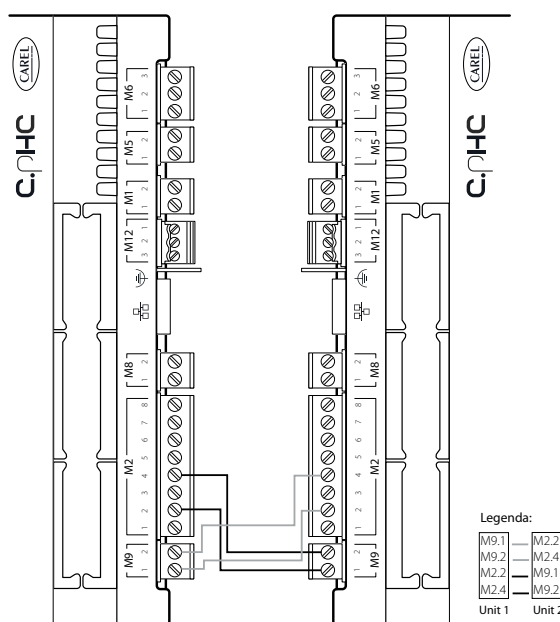 CAREL
c.pHC
M6
3
2
1
M5
2
1
M1
2
1
M12
1
2
3
M8
2
1
M2
8
7
6
5
4
3
2
1
M9
2
1
M6
3
2
1
M5
2
1
M1
2
1
M12
1
2
3
M8
2
1
M2
8
7
6
5
4
3
2
1
M9
2
1
CAREL
c.pHC
Legenda:
M9.1 M2.2
M9.2 M2.4
M2.2 M9.1
M2.4 M9.2
Unit 1 Unit 2